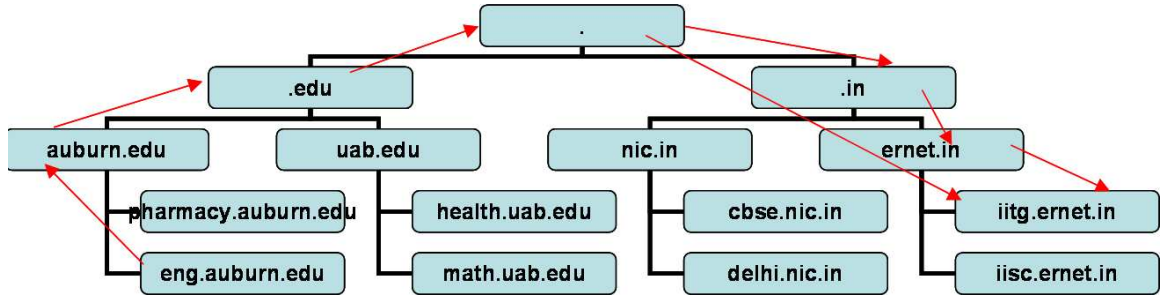 .
.edu
.in
auburn.edu
uab.edu
nic.in
ernet.in
pharmacy.auburn.edu
health.uab.edu
cbse.nic.in
iitg.ernet.in
eng.auburn.edu
math.uab.edu
delhi.nic.in
iisc.ernet.in